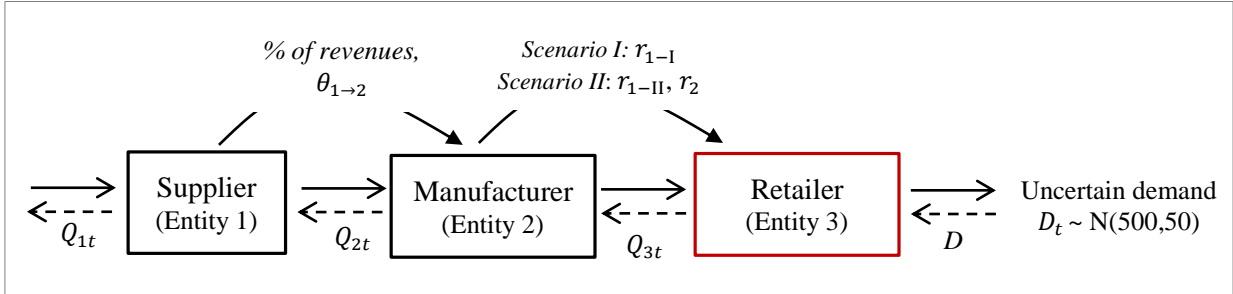 % of revenues,
θ₁→₂
Scenario I: r₁₋I
Scenario II: r₁₋II, r₂
Supplier
(Entity 1)
Manufacturer
(Entity 2)
Retailer
(Entity 3)
Uncertain demand
Dₜ ~ N(500,50)
Q₁ₜ
Q₂ₜ
Q₃ₜ
D